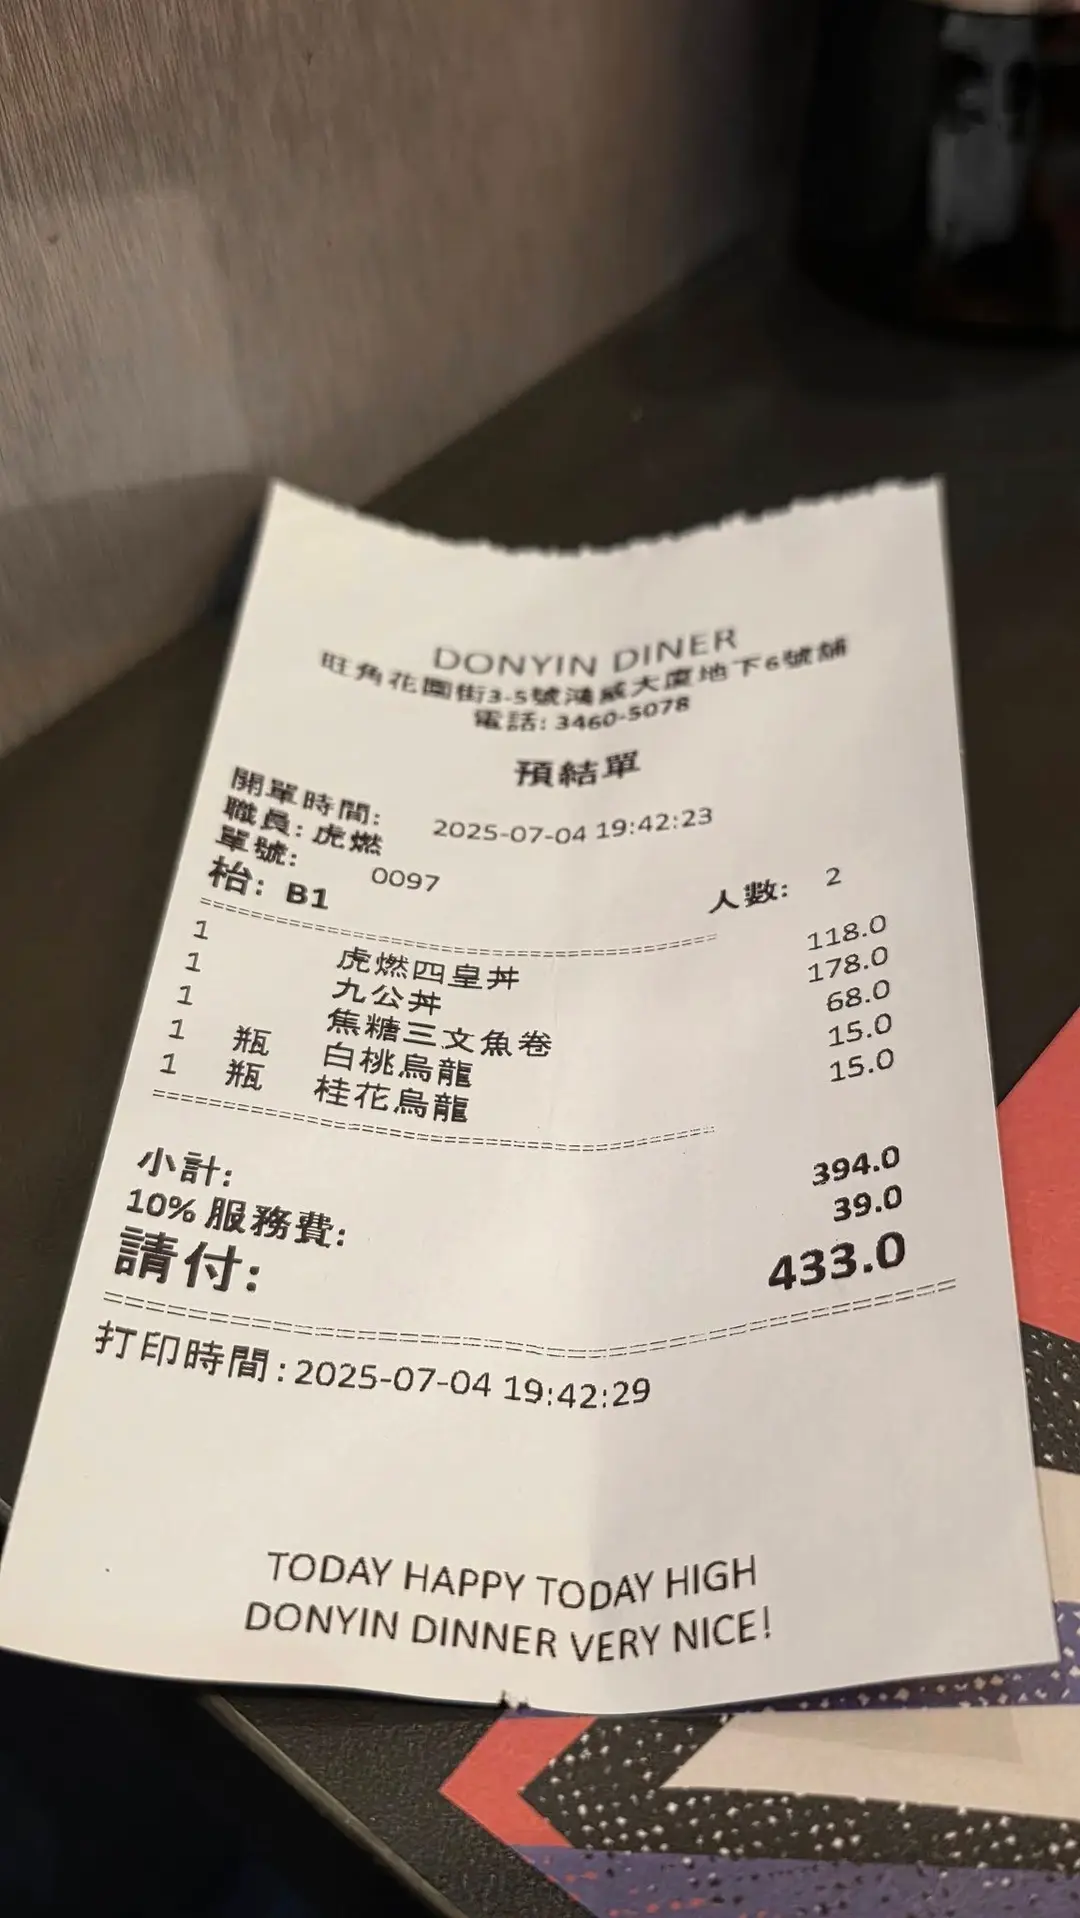 DONYIN DINER
旺角花園街3-5號鴻威大廈地下6號舖
電話: 3460-5078
預結單
開單時間: 2025-07-04 19:42:23
職員: 虎燃
單號: 0097
枱: B1 人數: 2
1 虎燃四皇丼 118.0
1 九公丼 178.0
1 焦糖三文魚卷 68.0
1 瓶 白桃烏龍 15.0
1 瓶 桂花烏龍 15.0
小計: 394.0
10% 服務費: 39.0
請付: 433.0
打印時間:2025-07-04 19:42:29
TODAY HAPPY TODAY HIGH
DONYIN DINNER VERY NICE!